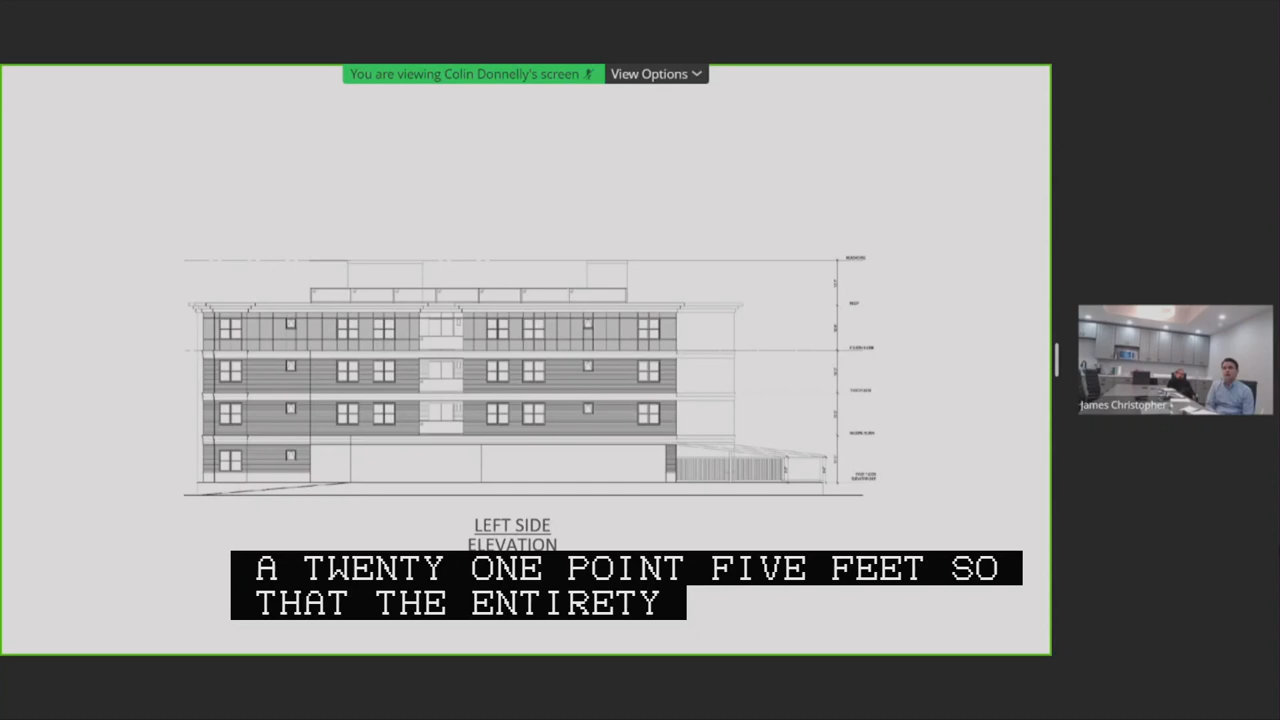 You are viewing Colin Donnelly's screen View Options
James Christopher
LEFT SIDE
ELEVATION
A TWENTY ONE POINT FIVE FEET SO
THAT THE ENTIRETY